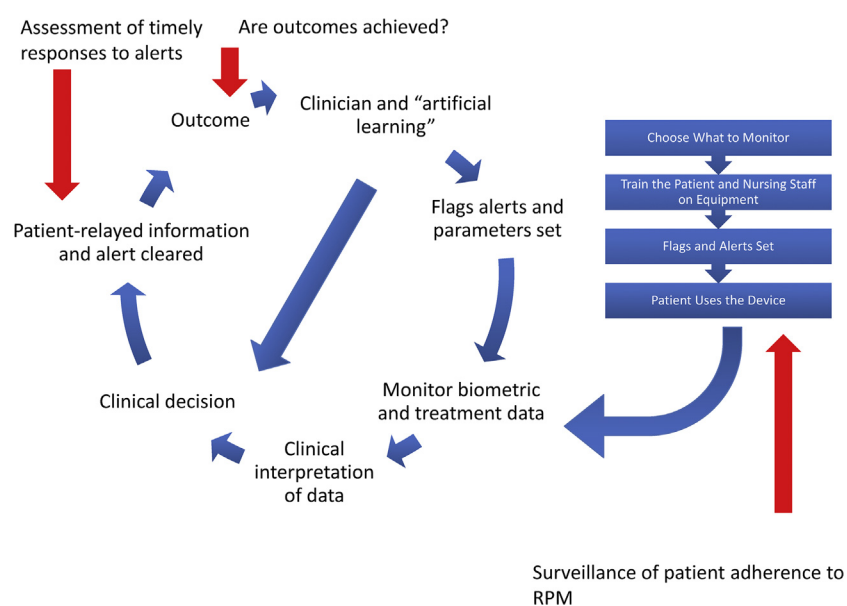 Assessment of timely
responses to alerts
Are outcomes achieved?
Outcome
Clinician and “artificial
learning”
Flags alerts and
parameters set
Monitor biometric
and treatment data
Clinical
interpretation
of data
Clinical decision
Patient-relayed information
and alert cleared
Choose What to Monitor
Train the Patient and Nursing Staff
on Equipment
Flags and Alerts Set
Patient Uses the Device
Surveillance of patient adherence to
RPM